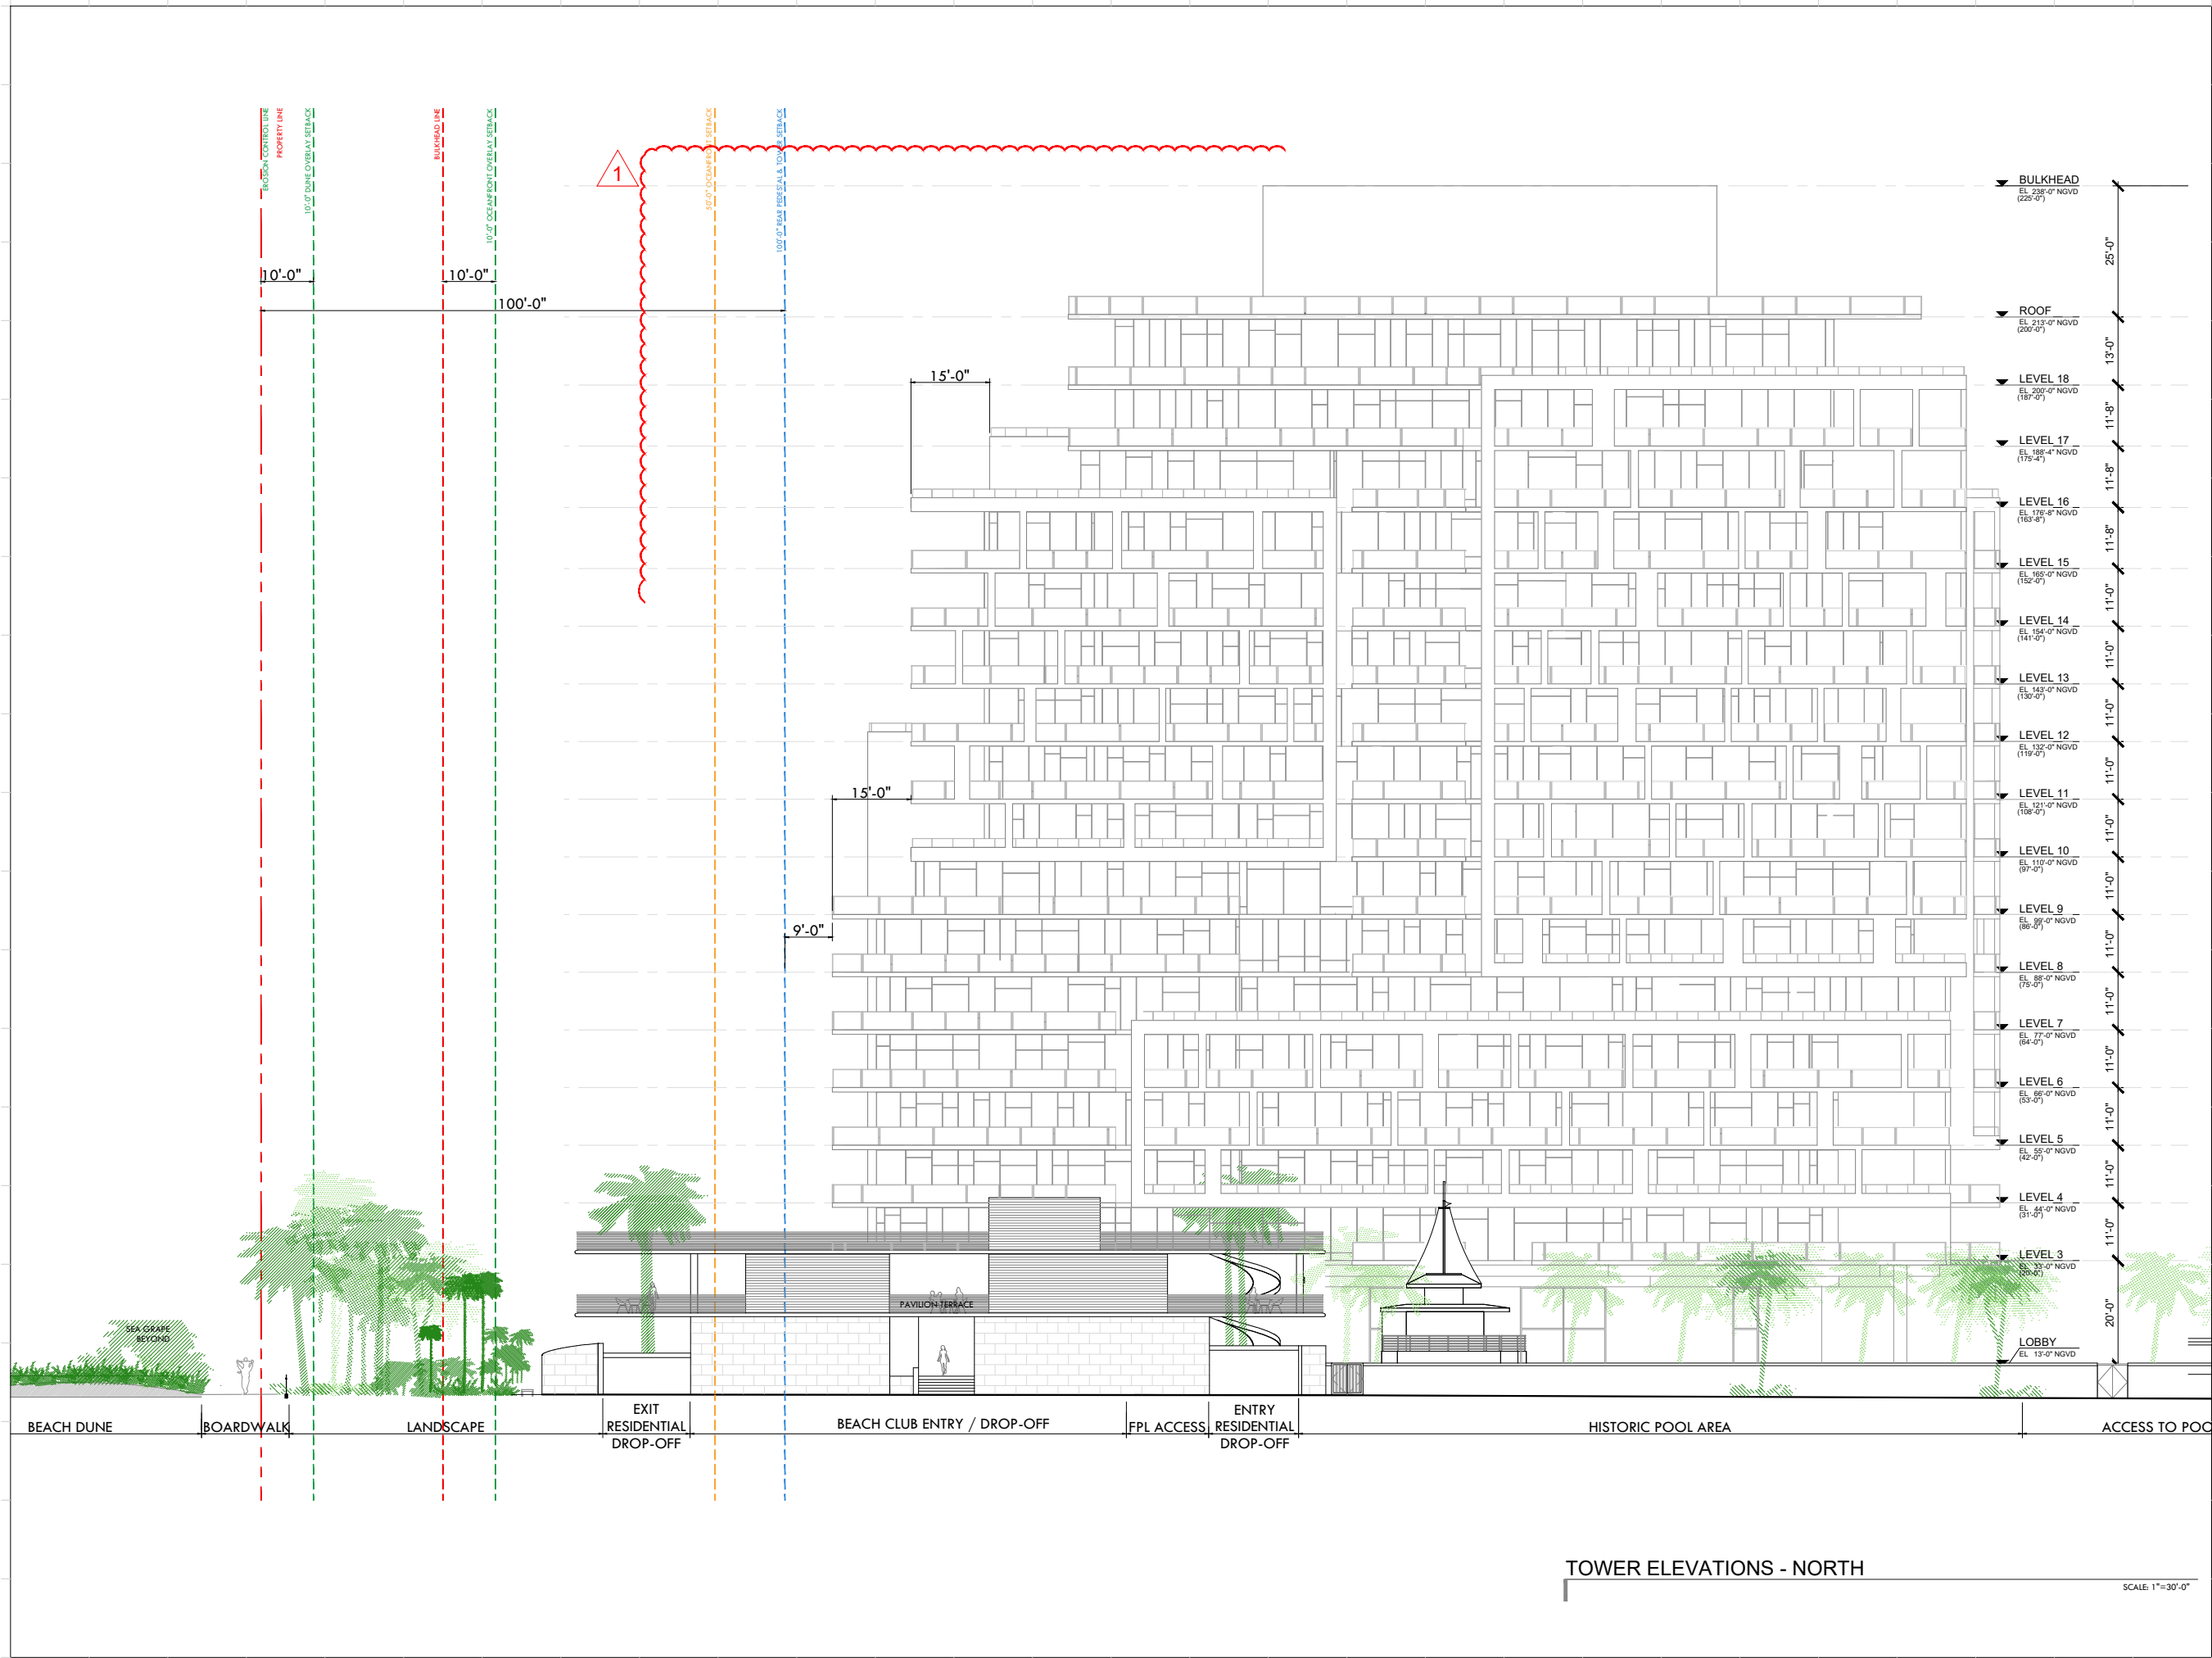 EROSION CONTROL LINE
PROPERTY LINE
10'-0" DUNE OVERLAY SETBACK
BULKHEAD LINE
10'-0" OCEANFRONT OVERLAY SETBACK
50'-0" OCEANFRONT SETBACK
100'-0" REAR PEDESTAL & TOWER SETBACK
1
10'-0"
10'-0"
100'-0"
15'-0"
15'-0"
9'-0"
BULKHEAD
EL 238'-0" NGVD
(225'-0")
25'-0"
ROOF
EL 213'-0" NGVD
(200'-0")
13'-0"
LEVEL 18
EL 200'-0" NGVD
(187'-0")
11'-8"
LEVEL 17
EL 188'-4" NGVD
(175'-4")
11'-8"
LEVEL 16
EL 176'-8" NGVD
(163'-8")
11'-8"
LEVEL 15
EL 165'-0" NGVD
(152'-0")
11'-0"
LEVEL 14
EL 154'-0" NGVD
(141'-0")
11'-0"
LEVEL 13
EL 143'-0" NGVD
(130'-0")
11'-0"
LEVEL 12
EL 132'-0" NGVD
(119'-0")
11'-0"
LEVEL 11
EL 121'-0" NGVD
(108'-0")
11'-0"
LEVEL 10
EL 110'-0" NGVD
(97'-0")
11'-0"
LEVEL 9
EL 99'-0" NGVD
(86'-0")
11'-0"
LEVEL 8
EL 88'-0" NGVD
(75'-0")
11'-0"
LEVEL 7
EL 77'-0" NGVD
(64'-0")
11'-0"
LEVEL 6
EL 66'-0" NGVD
(53'-0")
11'-0"
LEVEL 5
EL 55'-0" NGVD
(42'-0")
11'-0"
LEVEL 4
EL 44'-0" NGVD
(31'-0")
11'-0"
LEVEL 3
EL 33'-0" NGVD
(20'-0")
20'-0"
LOBBY
EL 13'-0" NGVD
PAVILION TERRACE
SEA GRAPE
BEYOND
BEACH DUNE
BOARDWALK
LANDSCAPE
EXIT
RESIDENTIAL
DROP-OFF
BEACH CLUB ENTRY / DROP-OFF
FPL ACCESS
ENTRY
RESIDENTIAL
DROP-OFF
HISTORIC POOL AREA
ACCESS TO POO
TOWER ELEVATIONS - NORTH
SCALE: 1"=30'-0"